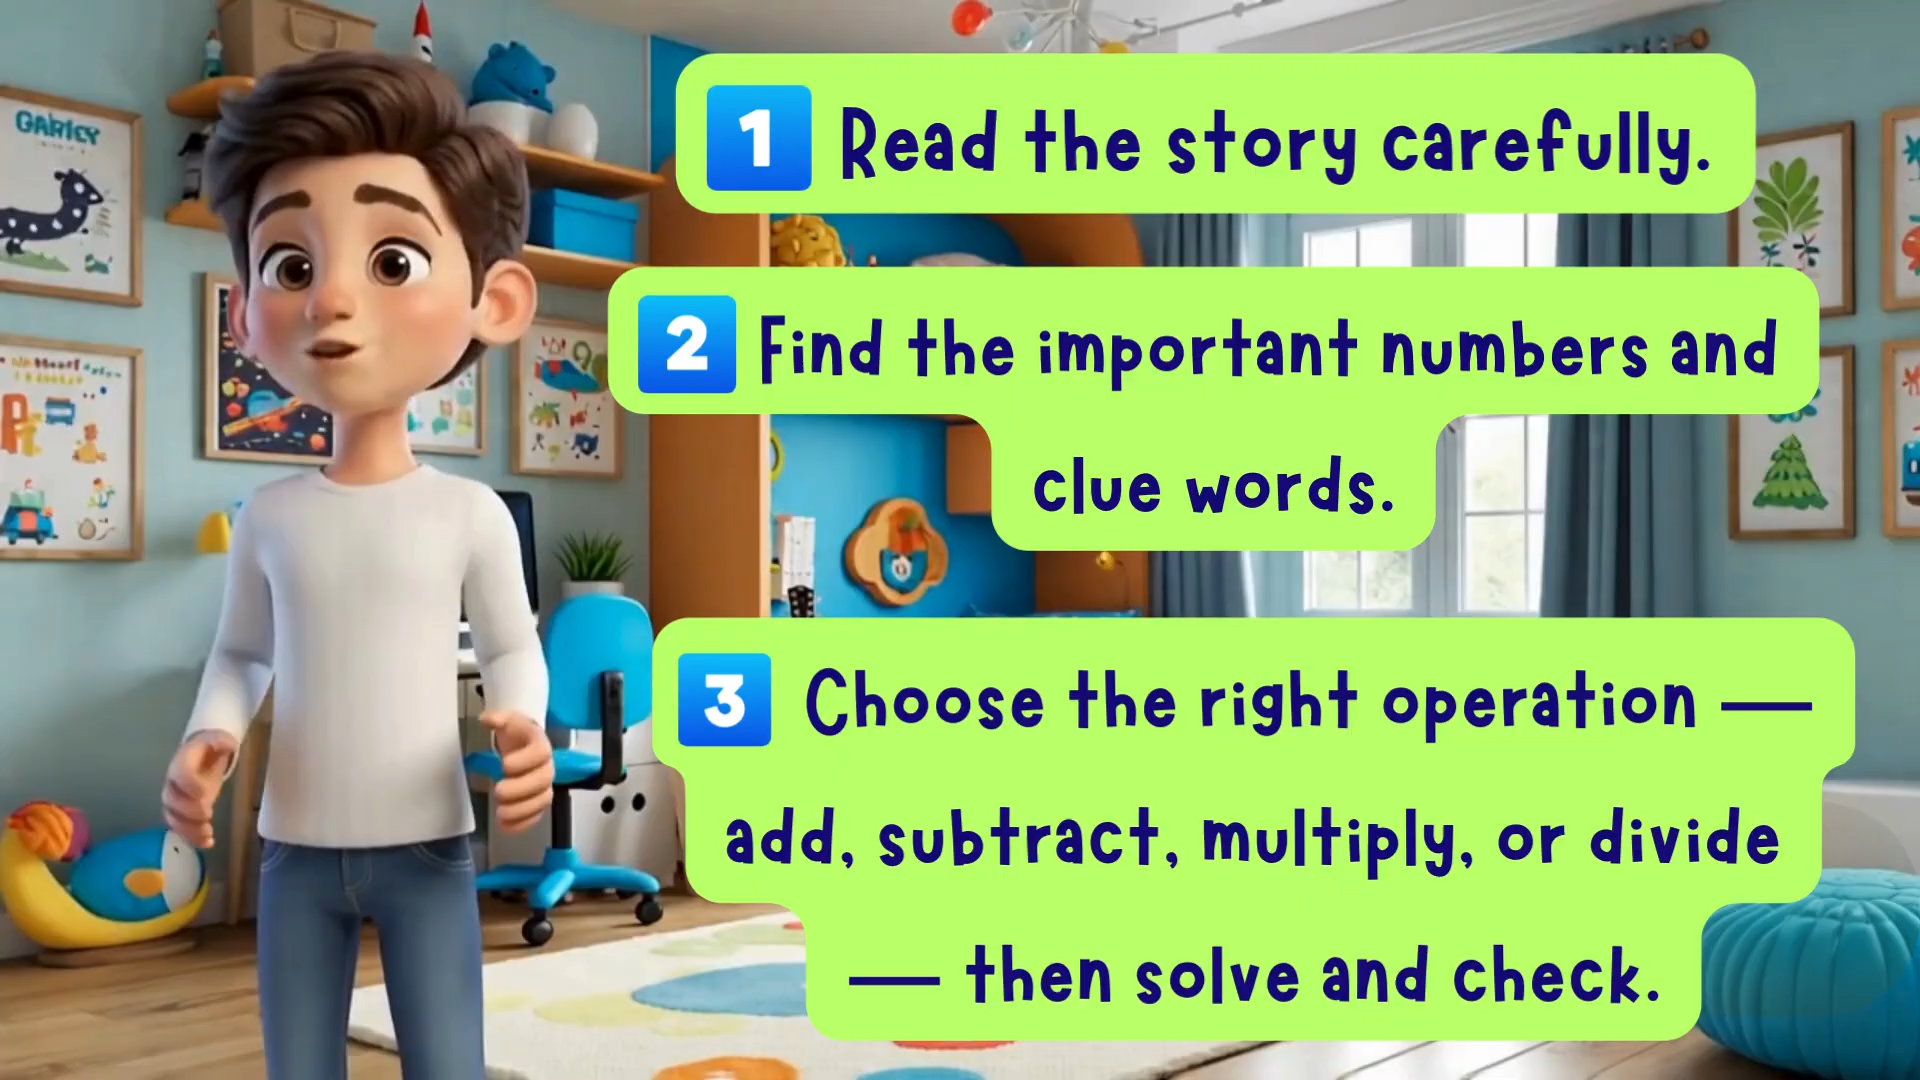 1 Read the story carefully.
2 Find the important numbers and
clue words.
3 Choose the right operation —
add, subtract, multiply, or divide
— then solve and check.